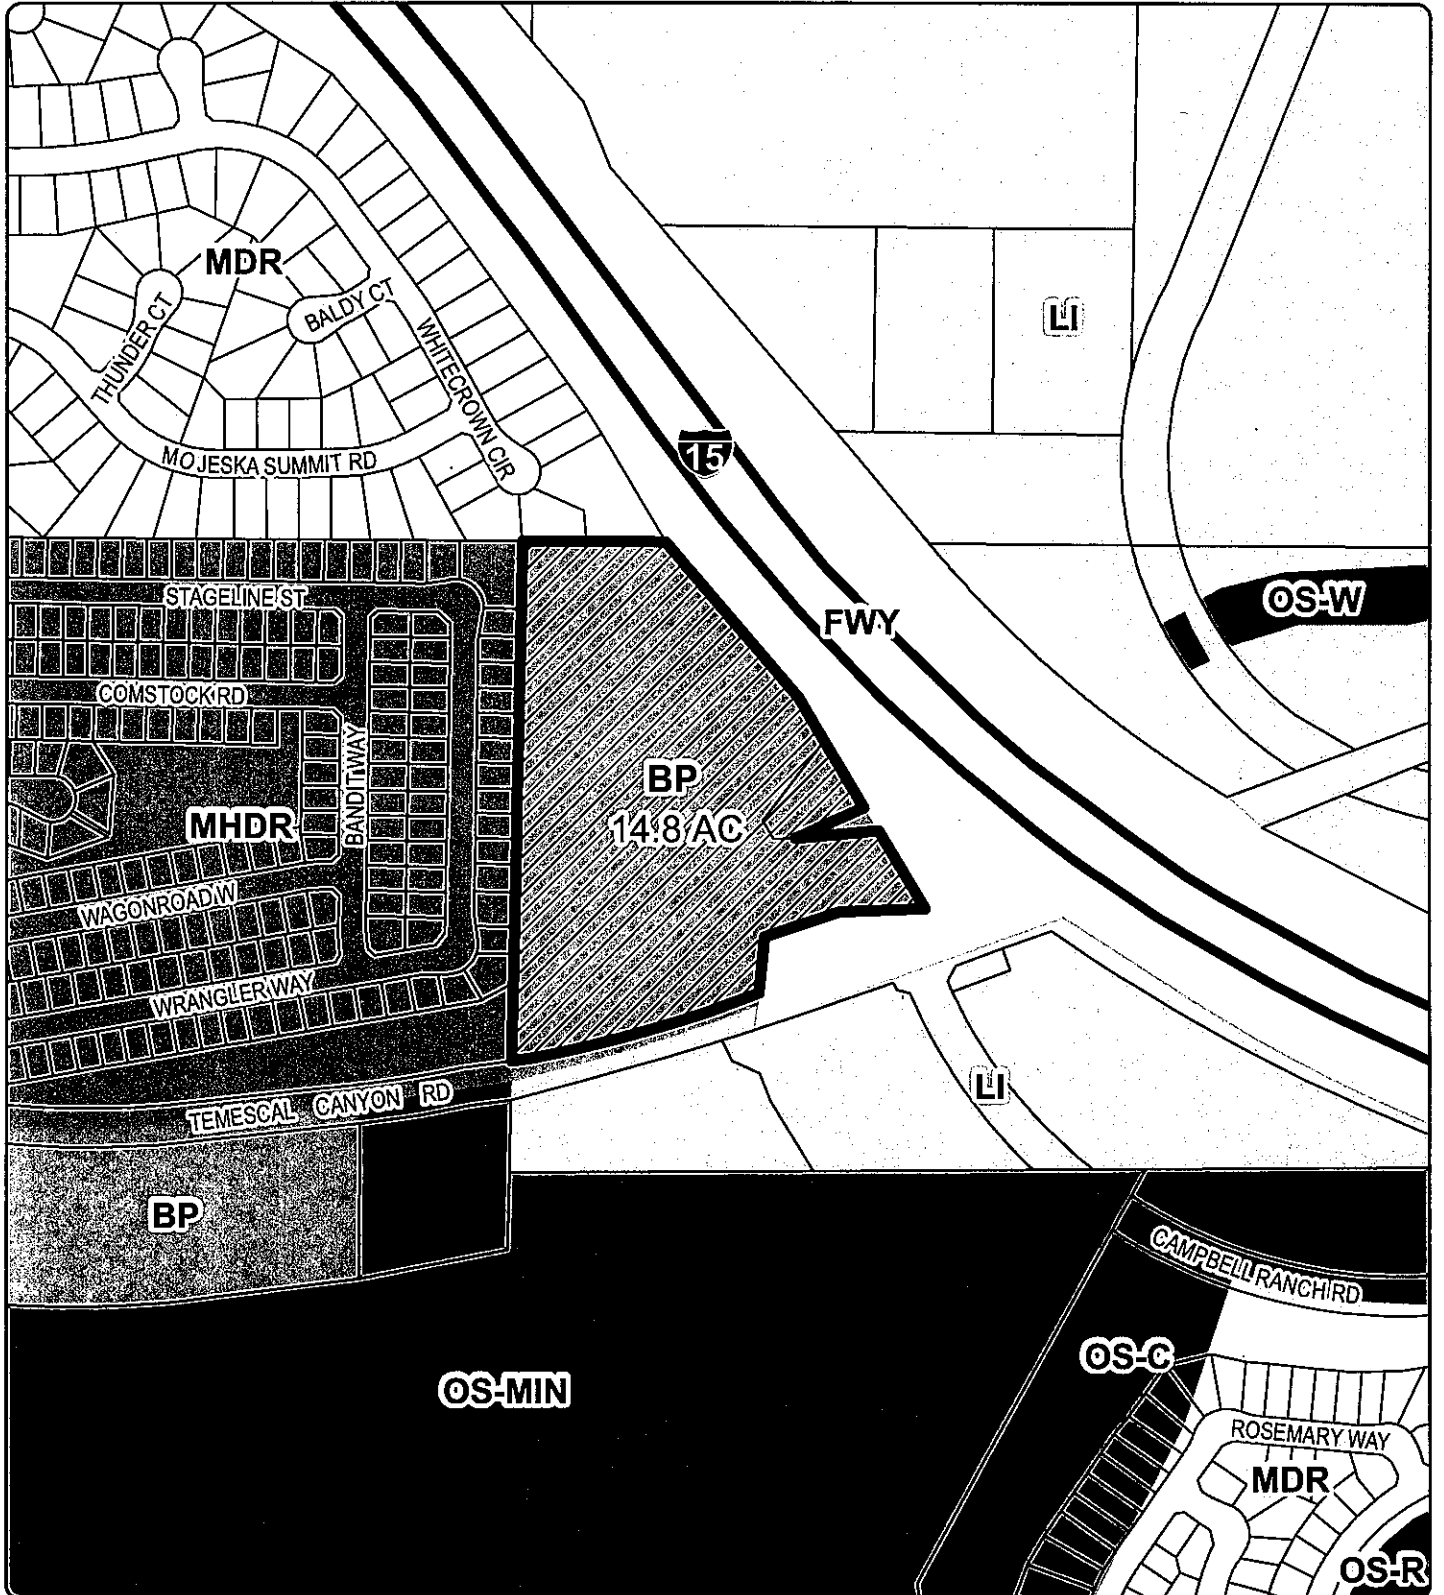 MDR
BALDY CT
THUNDER CT
WHITECROWN CIR
LI
15
MOJESKA SUMMIT RD
STAGELINE ST
OS-W
FWY
COMSTOCK RD
BANDIT WAY
BP
14.8 AC
MHDR
WAGONROAD W
WRANGLER WAY
TEMESCAL CANYON RD
LI
BP
CAMPBELL RANCH RD
OS-C
OS-MIN
ROSEMARY WAY
MDR
OS-R